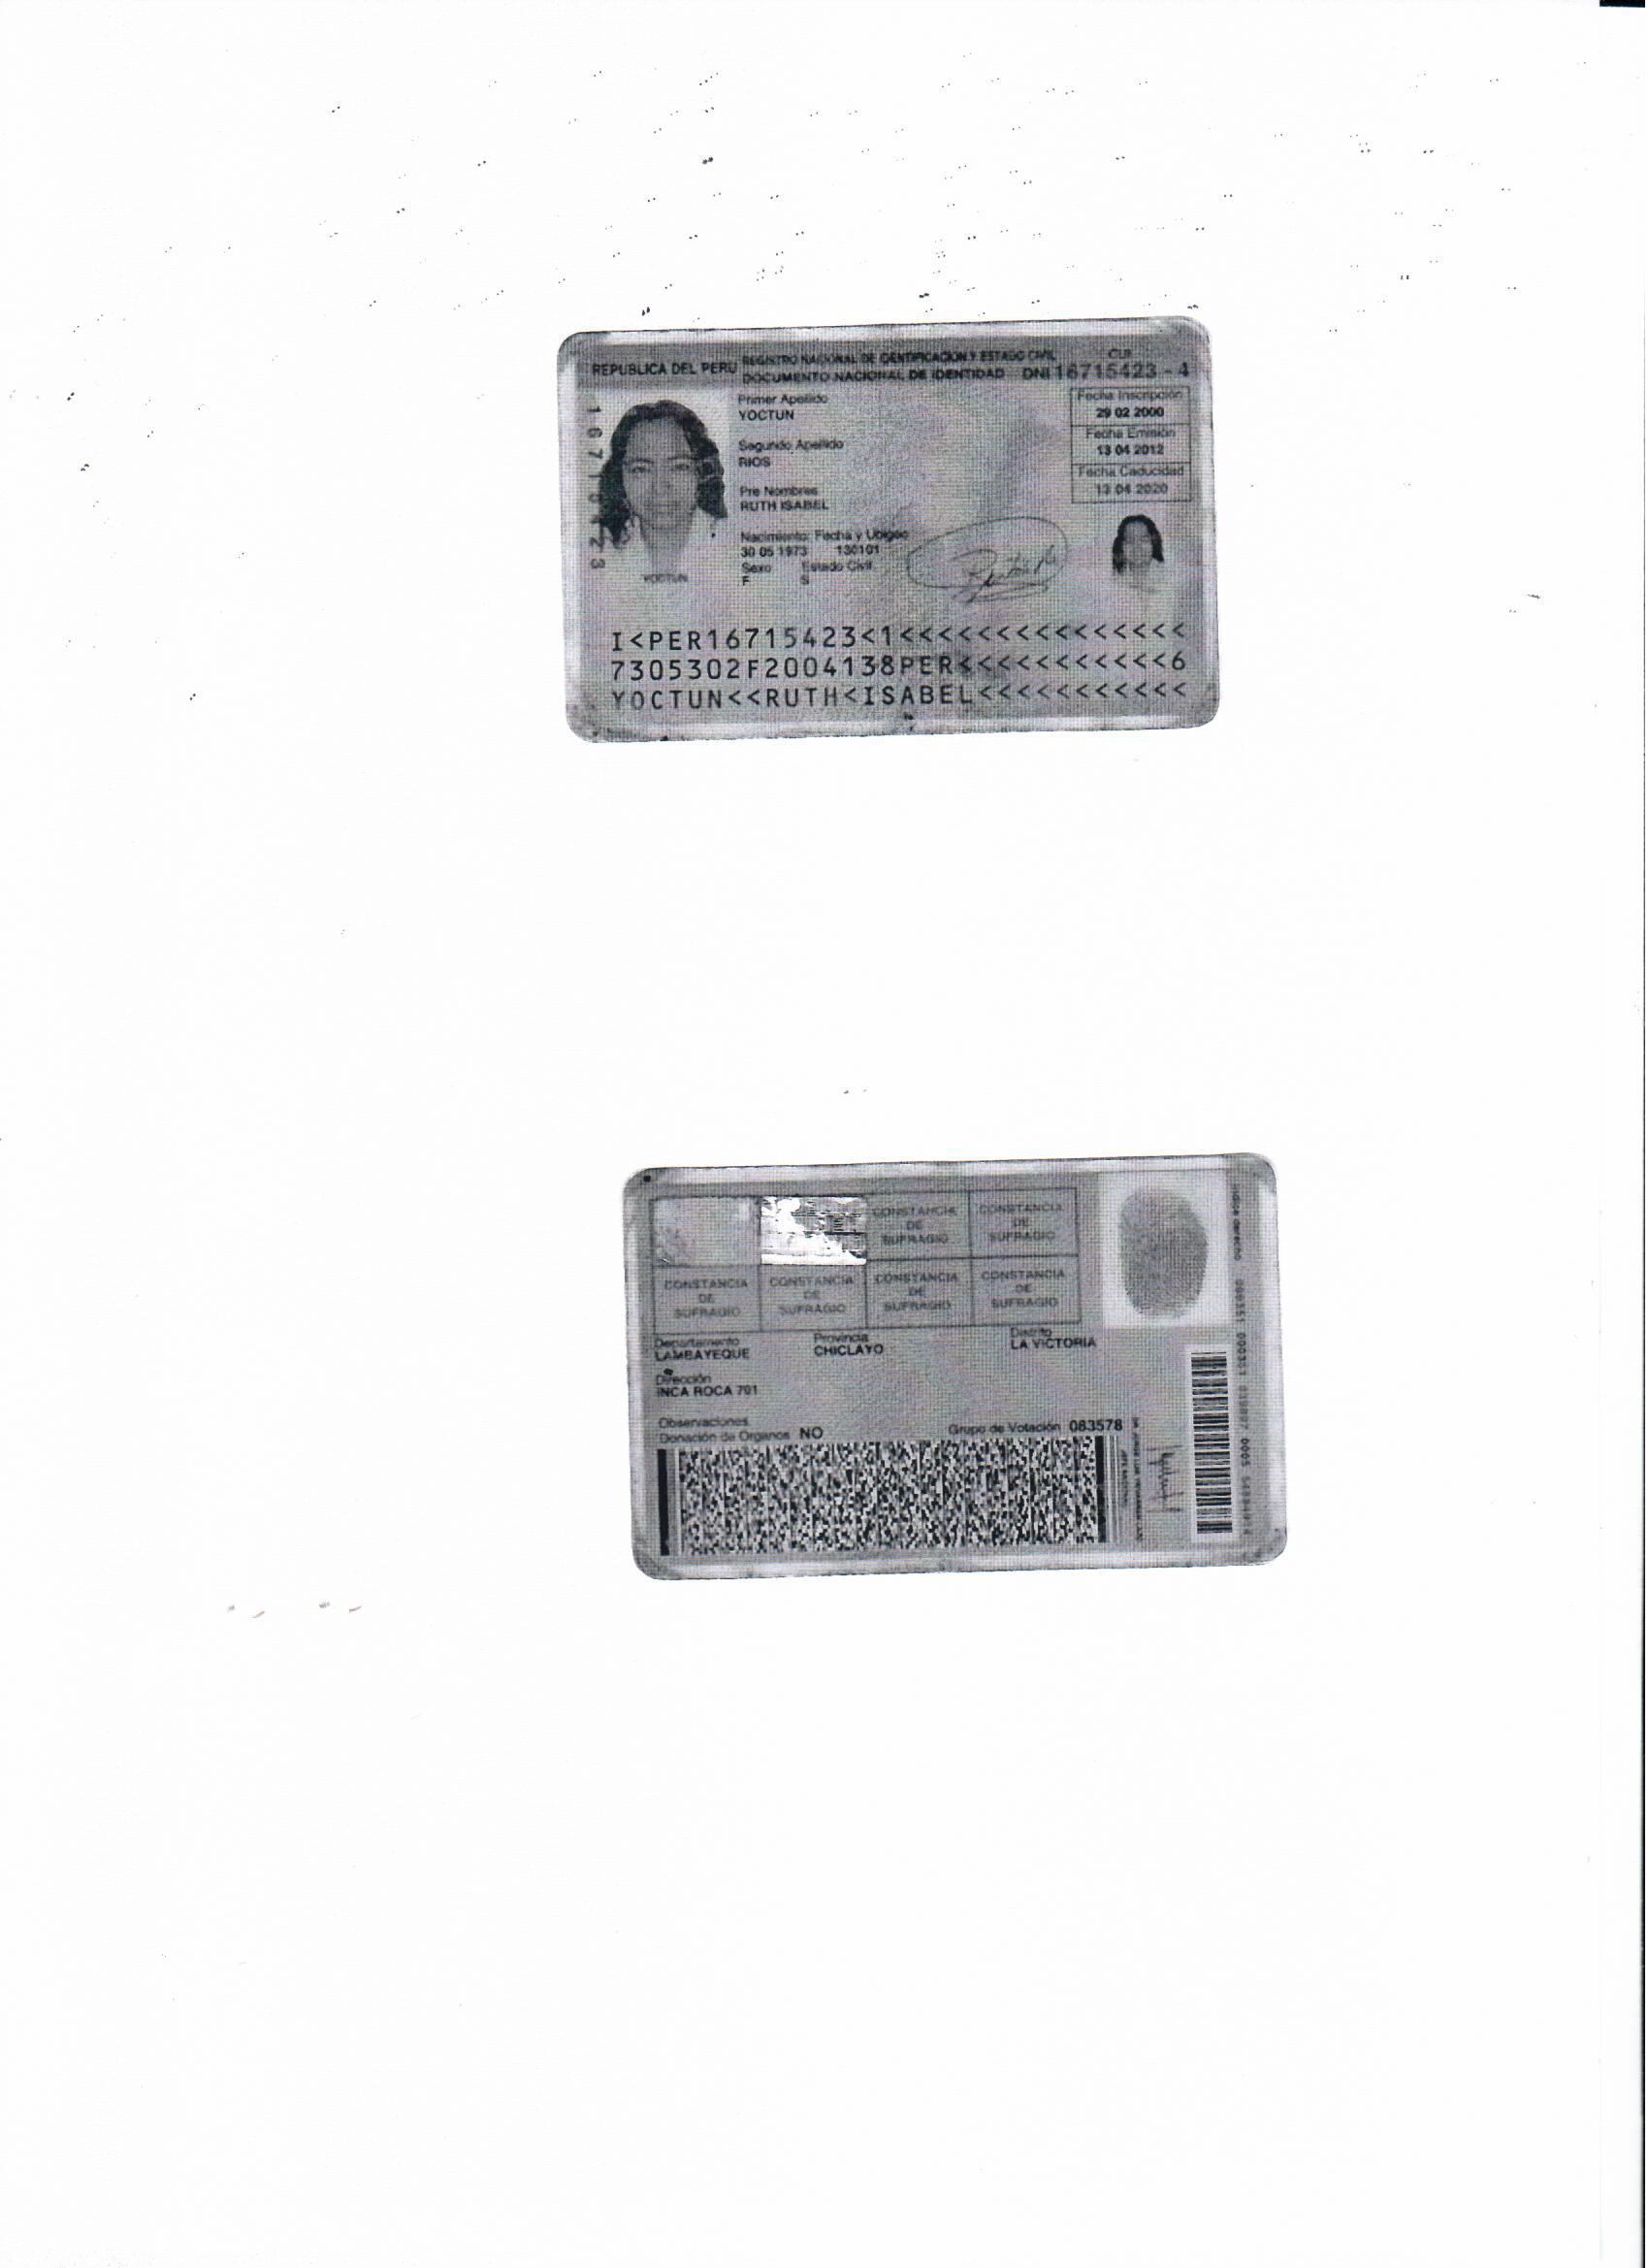 REPUBLICA DEL PERU
REGISTRO NACIONAL DE IDENTIFICACION Y ESTADO CIVIL
DOCUMENTO NACIONAL DE IDENTIDAD DNI 16715423 - 4
CUI
Primer Apellido
YOCTUN
Segundo Apellido
RIOS
Pre Nombres
RUTH ISABEL
Nacimiento: Fecha y Ubigeo
30 05 1973 130101
Sexo Estado Civil
F S
Fecha Inscripción
29 02 2000
Fecha Emisión
13 04 2012
Fecha Caducidad
13 04 2020
YOCTUN
I<PER16715423<1<<<<<<<<<<<<<<<
7305302F2004138PER<<<<<<<<<<<6
YOCTUN<<RUTH<ISABEL<<<<<<<<<<<
CONSTANCIA DE SUFRAGIO
CONSTANCIA DE SUFRAGIO
CONSTANCIA DE SUFRAGIO
CONSTANCIA DE SUFRAGIO
CONSTANCIA DE SUFRAGIO
CONSTANCIA DE SUFRAGIO
Departamento Provincia Distrito
LAMBAYEQUE CHICLAYO LA VICTORIA
Dirección
INCA ROCA 701
Observaciones
Donación de Organos NO Grupo de Votación 083578